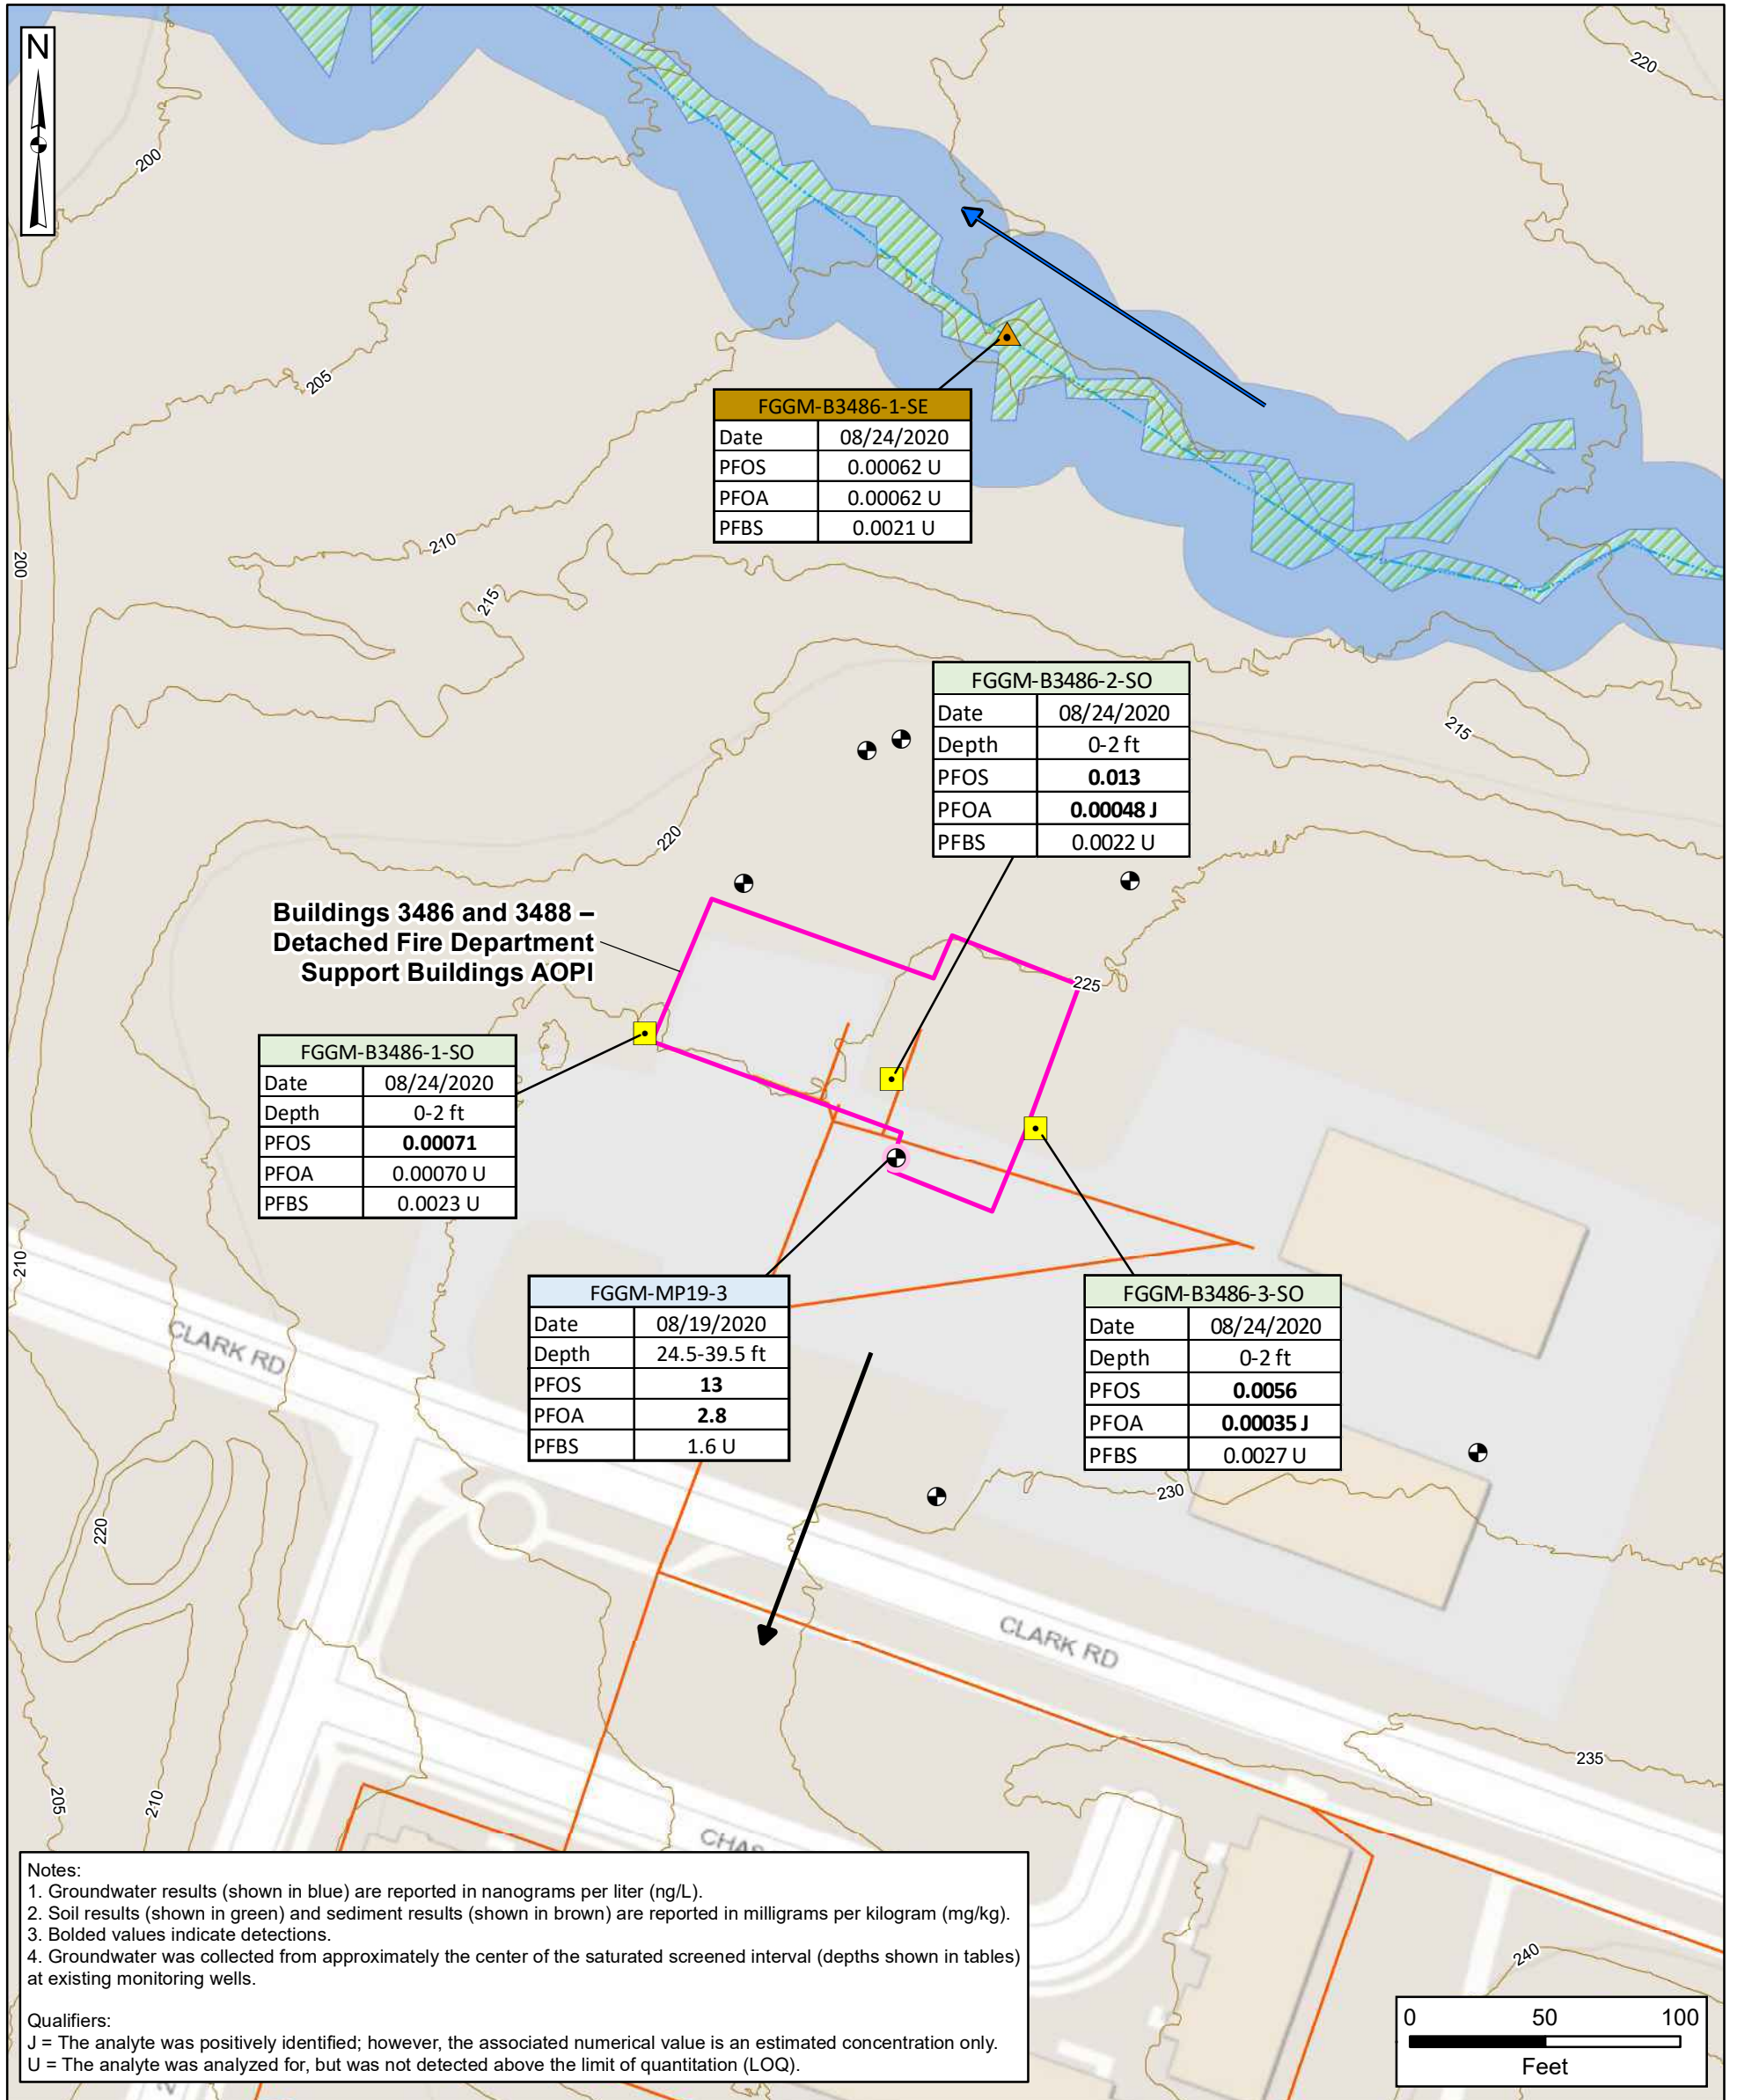 N
220
200
205
FGGM-B3486-1-SE
Date 08/24/2020
PFOS 0.00062 U
PFOA 0.00062 U
PFBS 0.0021 U
210
200
215
FGGM-B3486-2-SO
Date 08/24/2020
Depth 0-2 ft
PFOS 0.013
PFOA 0.00048 J
PFBS 0.0022 U
215
220
Buildings 3486 and 3488 –
Detached Fire Department
Support Buildings AOPI
225
FGGM-B3486-1-SO
Date 08/24/2020
Depth 0-2 ft
PFOS 0.00071
PFOA 0.00070 U
PFBS 0.0023 U
210
FGGM-MP19-3
Date 08/19/2020
Depth 24.5-39.5 ft
PFOS 13
PFOA 2.8
PFBS 1.6 U
FGGM-B3486-3-SO
Date 08/24/2020
Depth 0-2 ft
PFOS 0.0056
PFOA 0.00035 J
PFBS 0.0027 U
CLARK RD
230
220
CLARK RD
235
205
210
CHAS
240
Notes:
1. Groundwater results (shown in blue) are reported in nanograms per liter (ng/L).
2. Soil results (shown in green) and sediment results (shown in brown) are reported in milligrams per kilogram (mg/kg).
3. Bolded values indicate detections.
4. Groundwater was collected from approximately the center of the saturated screened interval (depths shown in tables)
at existing monitoring wells.
Qualifiers:
J = The analyte was positively identified; however, the associated numerical value is an estimated concentration only.
U = The analyte was analyzed for, but was not detected above the limit of quantitation (LOQ).
0 50 100
Feet